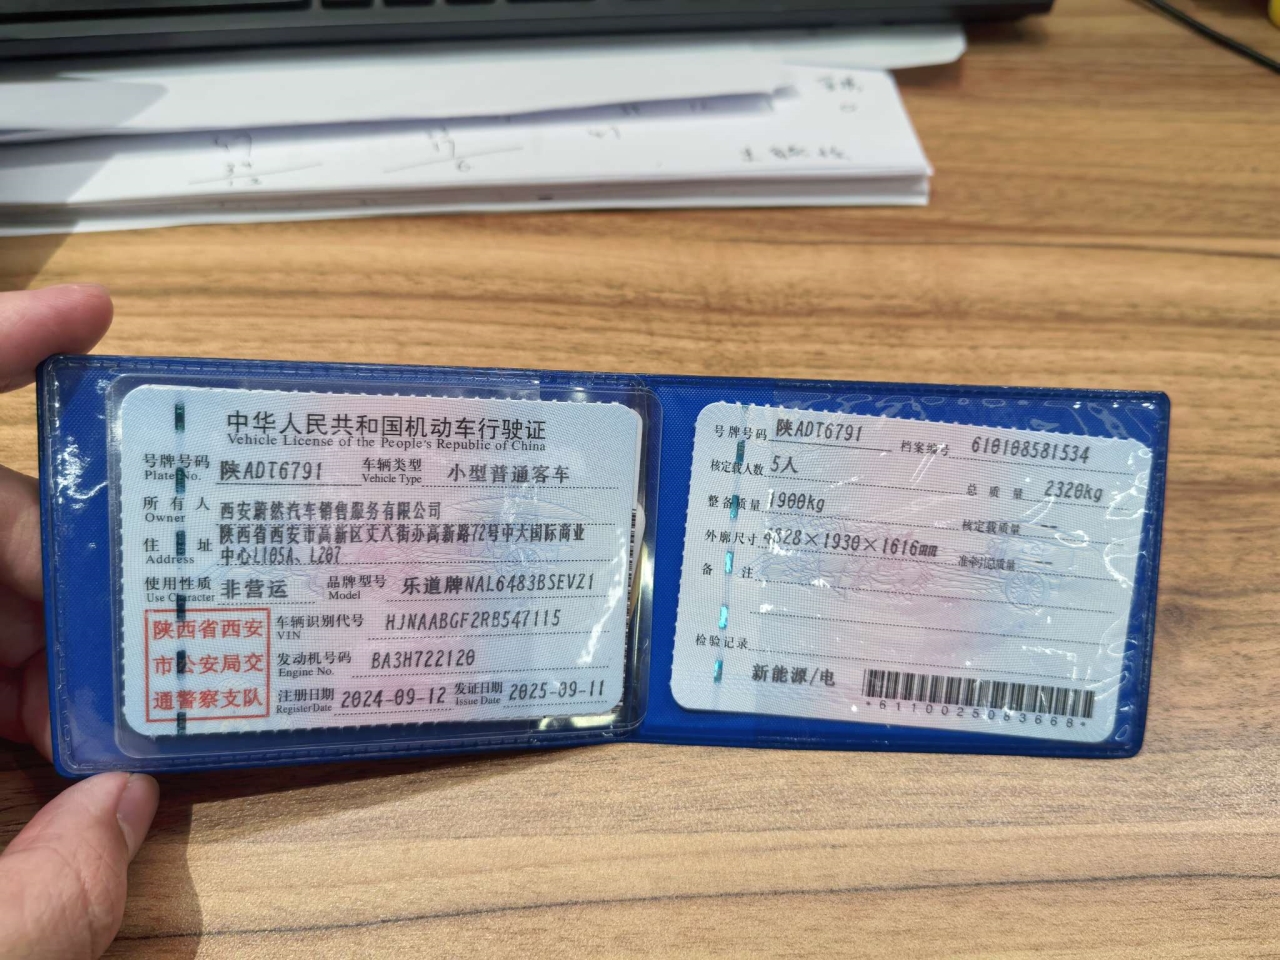 中华人民共和国机动车行驶证
Vehicle License of the People's Republic of China
号牌号码 陕ADT6791 车辆类型 小型普通客车
Plate No. Vehicle Type
所有人 西安蔚然汽车销售服务有限公司
Owner
住址 陕西省西安市高新区丈八街办高新路72号中大国际商业
Address 中心L105A、L207
使用性质 非营运 品牌型号 乐道牌NAL6483BSEVZ1
Use Character Model
陕西省西安
市公安局交
通警察支队
车辆识别代号 HJNAABGF2RB547115
VIN
发动机号码 BA3H722120
Engine No.
注册日期 2024-09-12 发证日期 2025-09-11
Register Date Issue Date
号牌号码 陕ADT6791 档案编号 610108581534
核定载人数 5人 总质量 2320kg
整备质量 1900kg 核定载质量 --
外廓尺寸 4828×1930×1616mm 准牵引总质量 --
备注
检验记录
新能源/电
*6110025083668*